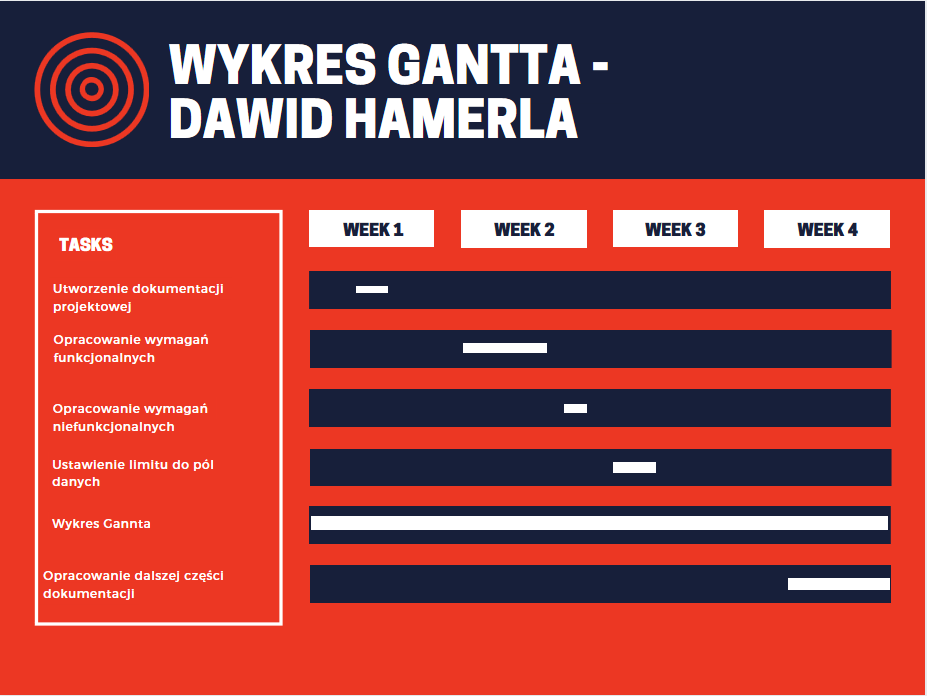 WYKRES GANTTA -
DAWID HAMERLA
TASKS
WEEK 1
WEEK 2
WEEK 3
WEEK 4
Utworzenie dokumentacji
projektowej
Opracowanie wymagań
funkcjonalnych
Opracowanie wymagań
niefunkcjonalnych
Ustawienie limitu do pól
danych
Wykres Gannta
Opracowanie dalszej części
dokumentacji